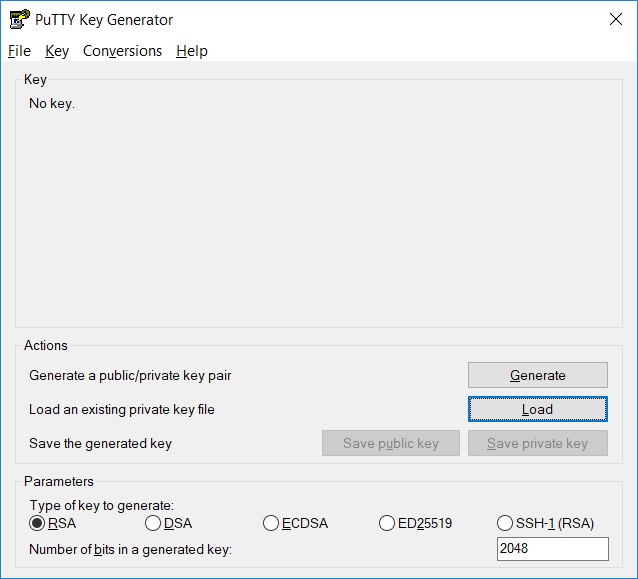 PuTTY Key Generator
File Key Conversions Help
Key
No key.
Actions
Generate a public/private key pair Generate
Load an existing private key file Load
Save the generated key Save public key Save private key
Parameters
Type of key to generate:
RSA DSA ECDSA ED25519 SSH-1 (RSA)
Number of bits in a generated key: 2048